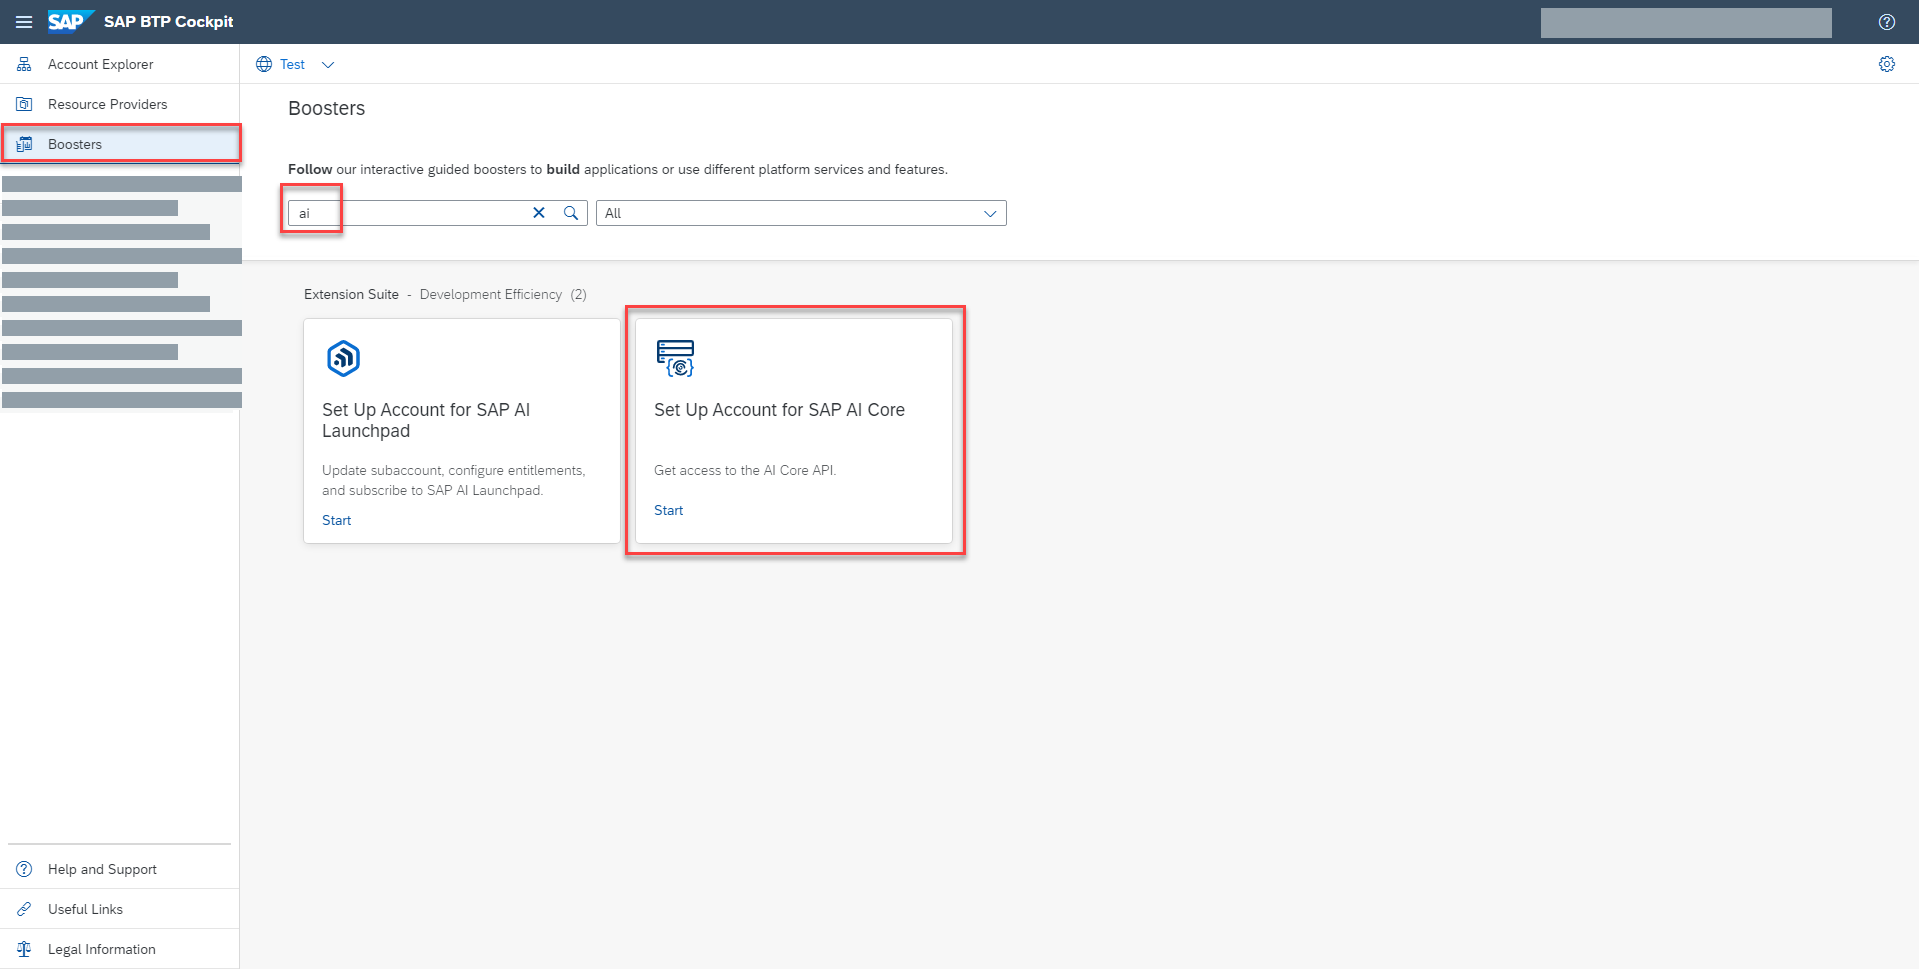 SAP SAP BTP Cockpit
Account Explorer
Resource Providers
Boosters
Test
Boosters
Follow our interactive guided boosters to build applications or use different platform services and features.
ai
All
Extension Suite - Development Efficiency (2)
Set Up Account for SAP AI
Launchpad
Update subaccount, configure entitlements,
and subscribe to SAP AI Launchpad.
Start
Set Up Account for SAP AI Core
Get access to the AI Core API.
Start
Help and Support
Useful Links
Legal Information